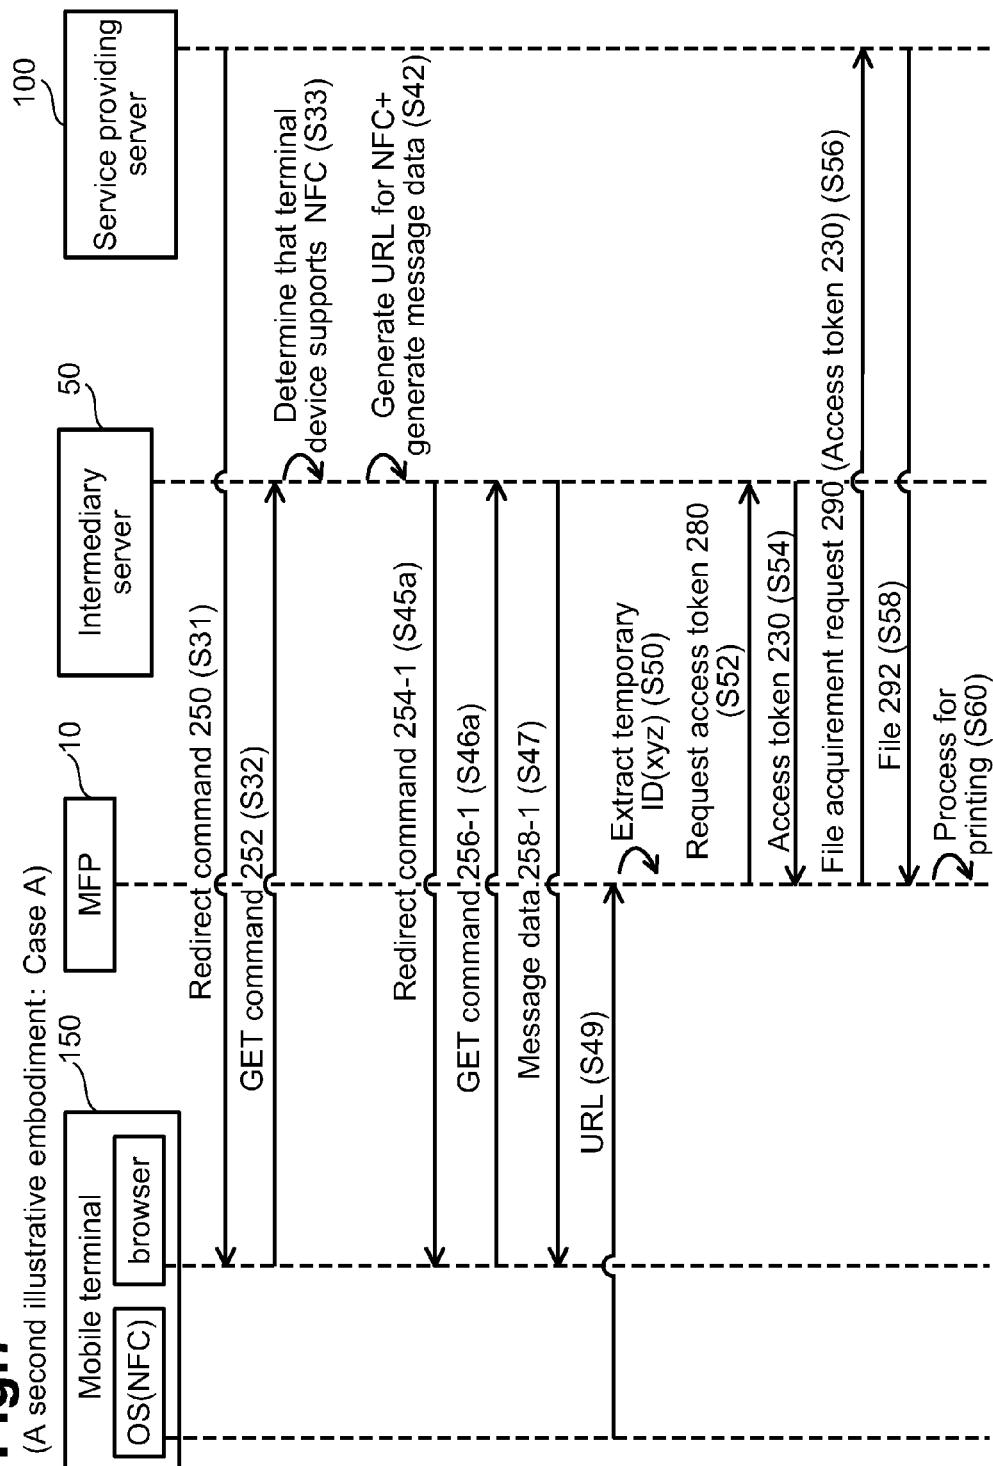 Fig.7
(A second illustrative embodiment: Case A)
150
Mobile terminal
OS(NFC)
browser
10
MFP
50
Intermediary
server
100
Service providing
server
Redirect command 250 (S31)
GET command 252 (S32)
Determine that terminal
device supports NFC (S33)
Generate URL for NFC+
generate message data (S42)
Redirect command 254-1 (S45a)
GET command 256-1 (S46a)
Message data 258-1 (S47)
URL (S49)
Extract temporary
ID(xyz) (S50)
Request access token 280
(S52)
Access token 230 (S54)
File acquirement request 290 (Access token 230) (S56)
File 292 (S58)
Process for
printing (S60)